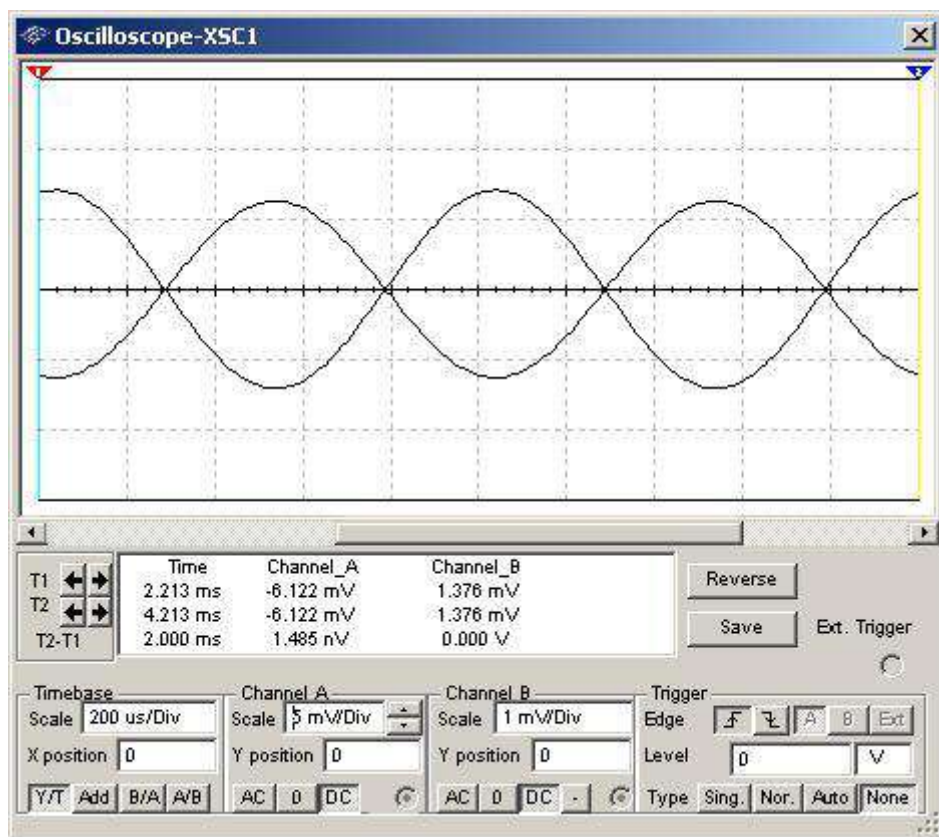 Oscilloscope-XSC1
1 2
Time Channel_A Channel_B
T1 2.213 ms -6.122 mV 1.376 mV
T2 4.213 ms -6.122 mV 1.376 mV
T2-T1 2.000 ms 1.485 nV 0.000 V
Reverse
Save
Ext. Trigger
Timebase
Scale 200 us/Div
X position 0
Y/T Add B/A A/B
Channel A
Scale 5 mV/Div
Y position 0
AC 0 DC
Channel B
Scale 1 mV/Div
Y position 0
AC 0 DC -
Trigger
Edge A B Ext
Level 0 V
Type Sing. Nor. Auto None